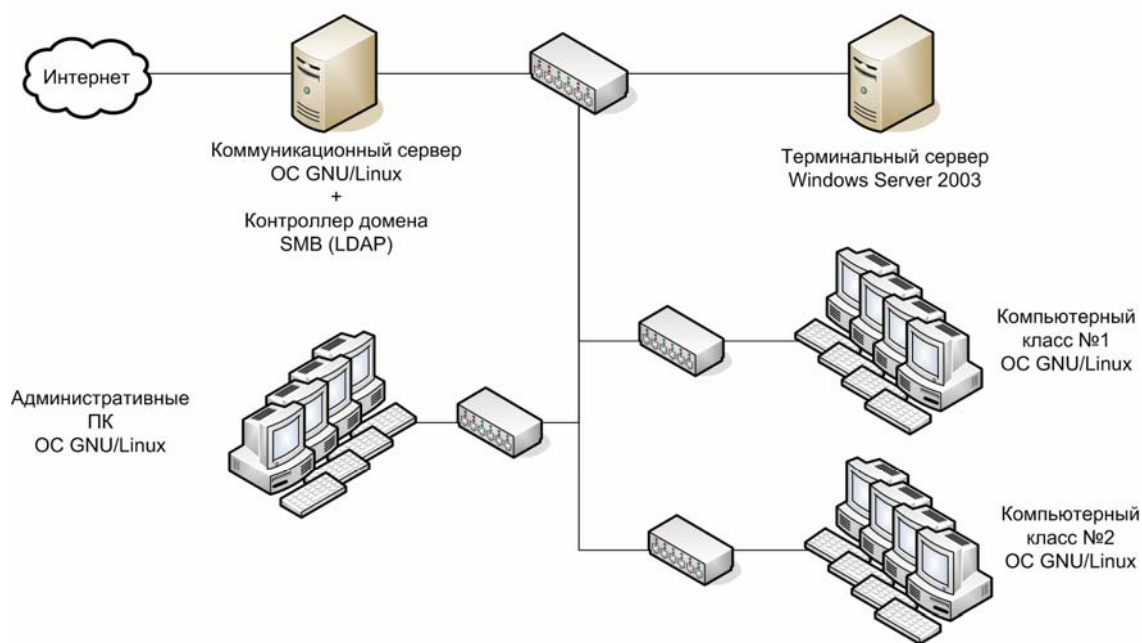 Интернет
Коммуникационный сервер
ОС GNU/Linux
+
Контроллер домена
SMB (LDAP)
Терминальный сервер
Windows Server 2003
Компьютерный
класс №1
ОС GNU/Linux
Административные
ПК
ОС GNU/Linux
Компьютерный
класс №2
ОС GNU/Linux